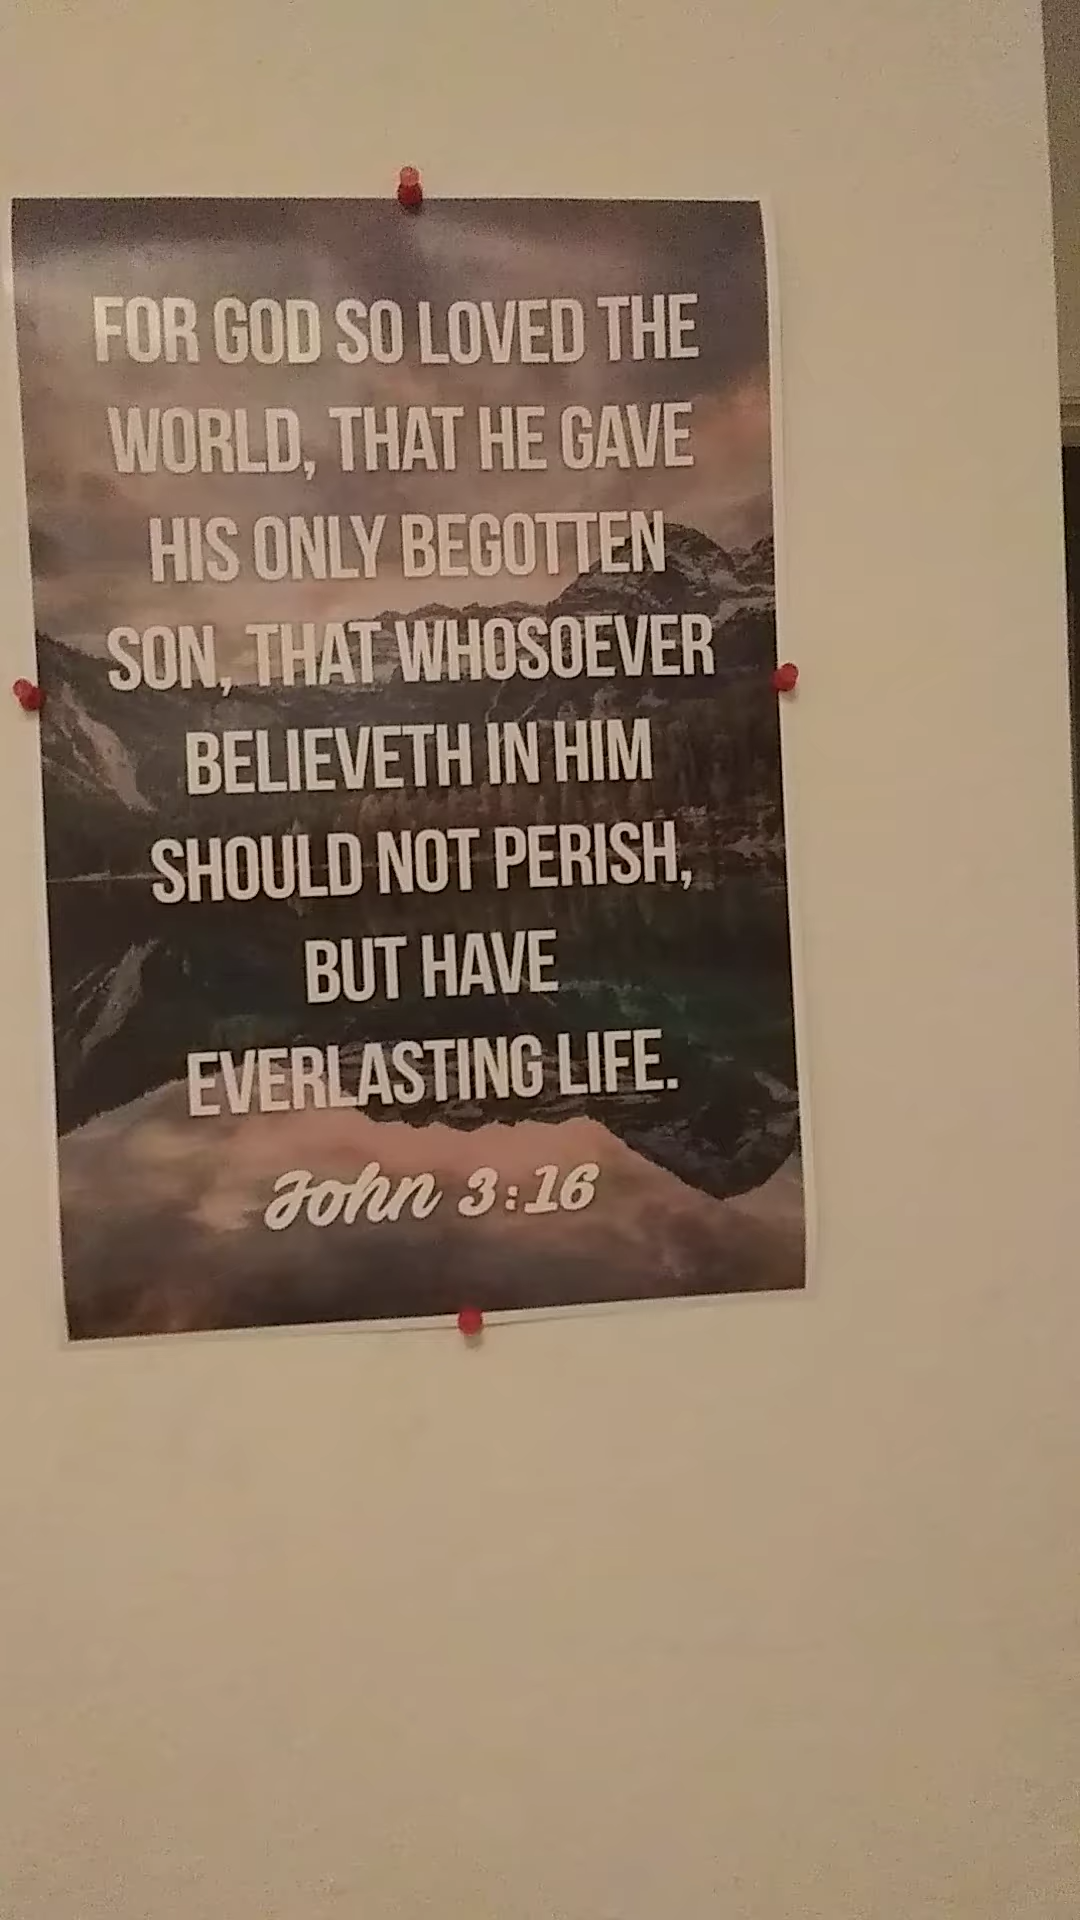 FOR GOD SO LOVED THE
WORLD, THAT HE GAVE
HIS ONLY BEGOTTEN
SON, THAT WHOSOEVER
BELIEVETH IN HIM
SHOULD NOT PERISH,
BUT HAVE
EVERLASTING LIFE.
John 3:16